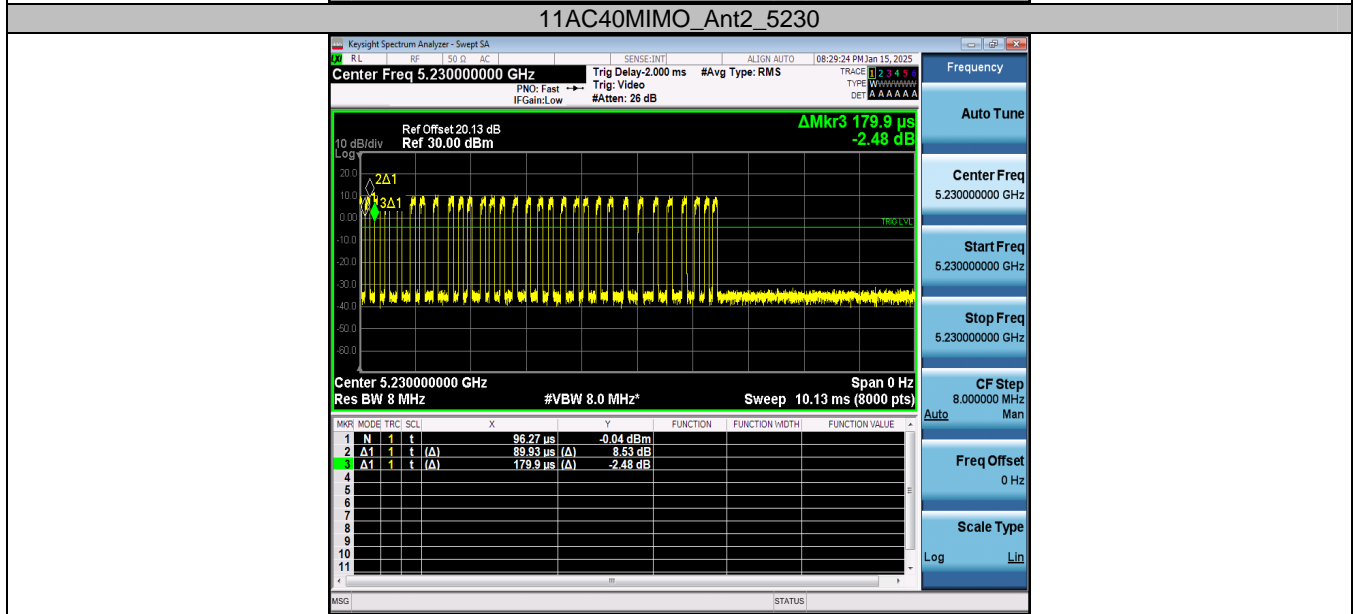 11AC40MIMO_Ant2_5230
Keysight Spectrum Analyzer - Swept SA
LXI RL RF 50 Ω AC SENSE:INT ALIGN AUTO 08:29:24 PM Jan 15, 2025
Center Freq 5.230000000 GHz
Trig Delay-2.000 ms #Avg Type: RMS
TRACE 1 2 3 4 5 6
PNO: Fast Trig: Video
TYPE WWWWWW
IFGain:Low #Atten: 26 dB
DET A A A A A A
Frequency
Auto Tune
ΔMkr3 179.9 µs
-2.48 dB
Ref Offset 20.13 dB
10 dB/div Ref 30.00 dBm
Log
20.0
10.0
0.00
-10.0
-20.0
-30.0
-40.0
-50.0
-60.0
2Δ1
1
3Δ1
TRIG LVL
Center Freq
5.230000000 GHz
Start Freq
5.230000000 GHz
Stop Freq
5.230000000 GHz
Center 5.230000000 GHz Span 0 Hz
Res BW 8 MHz #VBW 8.0 MHz* Sweep 10.13 ms (8000 pts)
CF Step
8.000000 MHz
Auto Man
MKR MODE TRC SCL X Y FUNCTION FUNCTION WIDTH FUNCTION VALUE
1 N 1 t 96.27 µs -0.04 dBm
2 Δ1 1 t (Δ) 89.93 µs (Δ) 8.53 dB
3 Δ1 1 t (Δ) 179.9 µs (Δ) -2.48 dB
4
5
6
7
8
9
10
11
Freq Offset
0 Hz
Scale Type
Log Lin
MSG STATUS